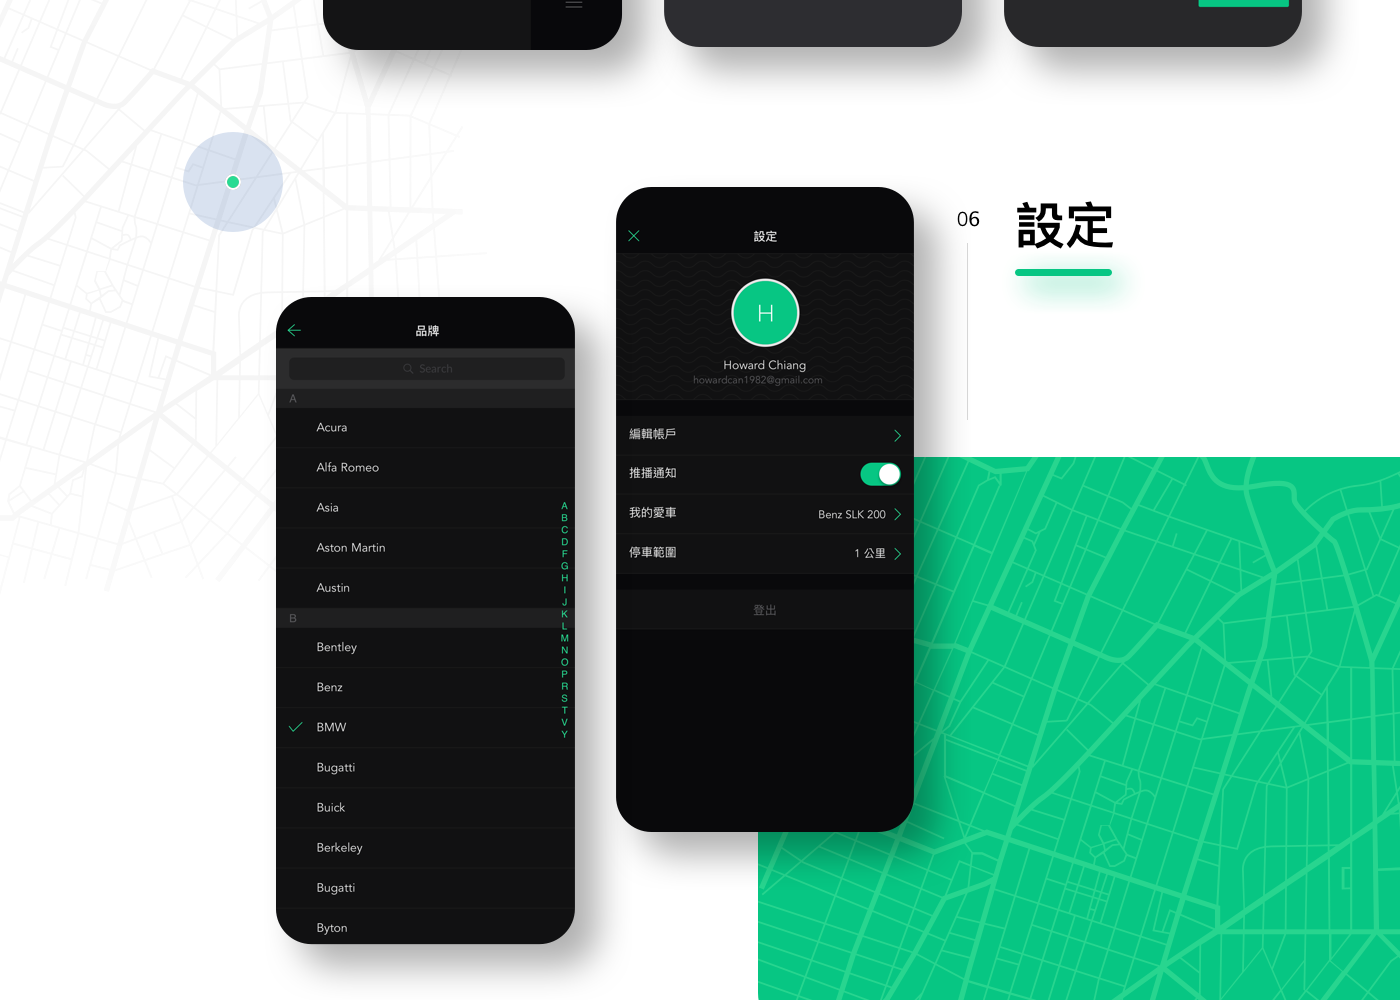 06
設定
設定
H
Howard Chiang
howardcan1982@gmail.com
編輯帳戶
推播通知
我的愛車 Benz SLK 200
停車範圍 1 公里
登出
品牌
Search
A
Acura
Alfa Romeo
Asia
Aston Martin
Austin
B
Bentley
Benz
BMW
Bugatti
Buick
Berkeley
Bugatti
Byton
A
B
C
D
F
G
H
I
J
K
L
M
N
O
P
R
S
T
V
Y